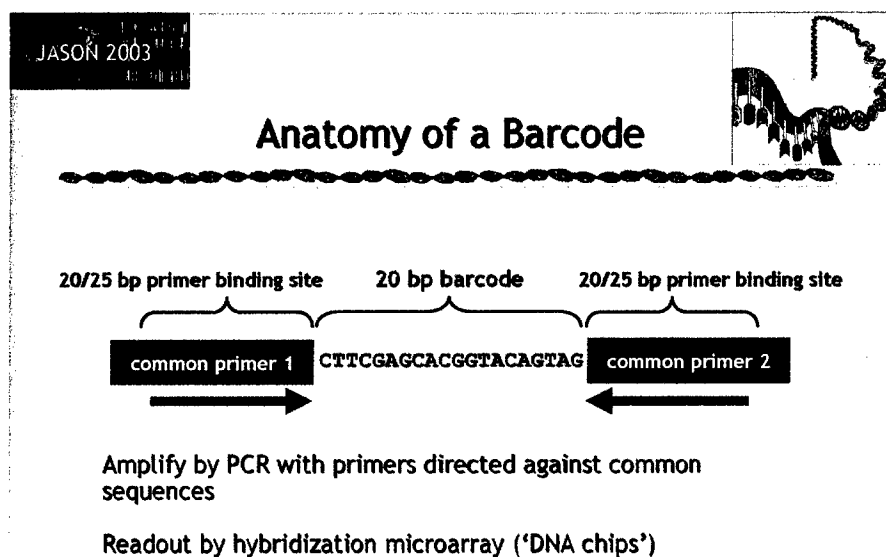 JASON 2003
Anatomy of a Barcode
20/25 bp primer binding site 20 bp barcode 20/25 bp primer binding site
common primer 1 CTTCGAGCACGGTACAGTAG common primer 2
Amplify by PCR with primers directed against common
sequences
Readout by hybridization microarray (‘DNA chips’)